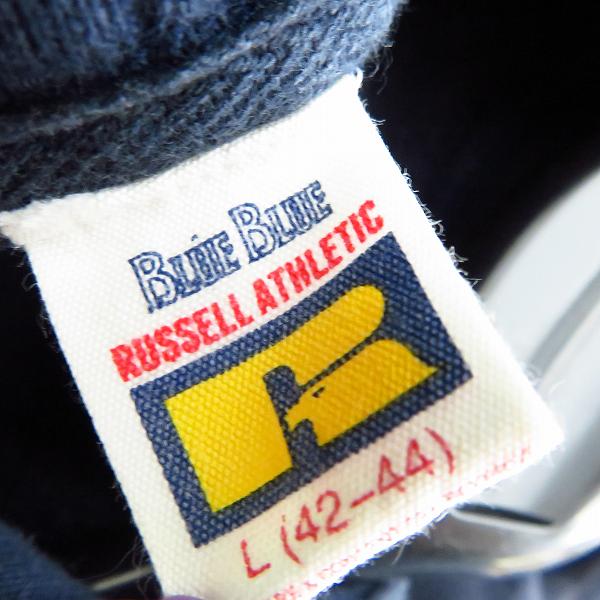 BLUE BLUE
RUSSELL ATHLETIC
R
L (42-44)